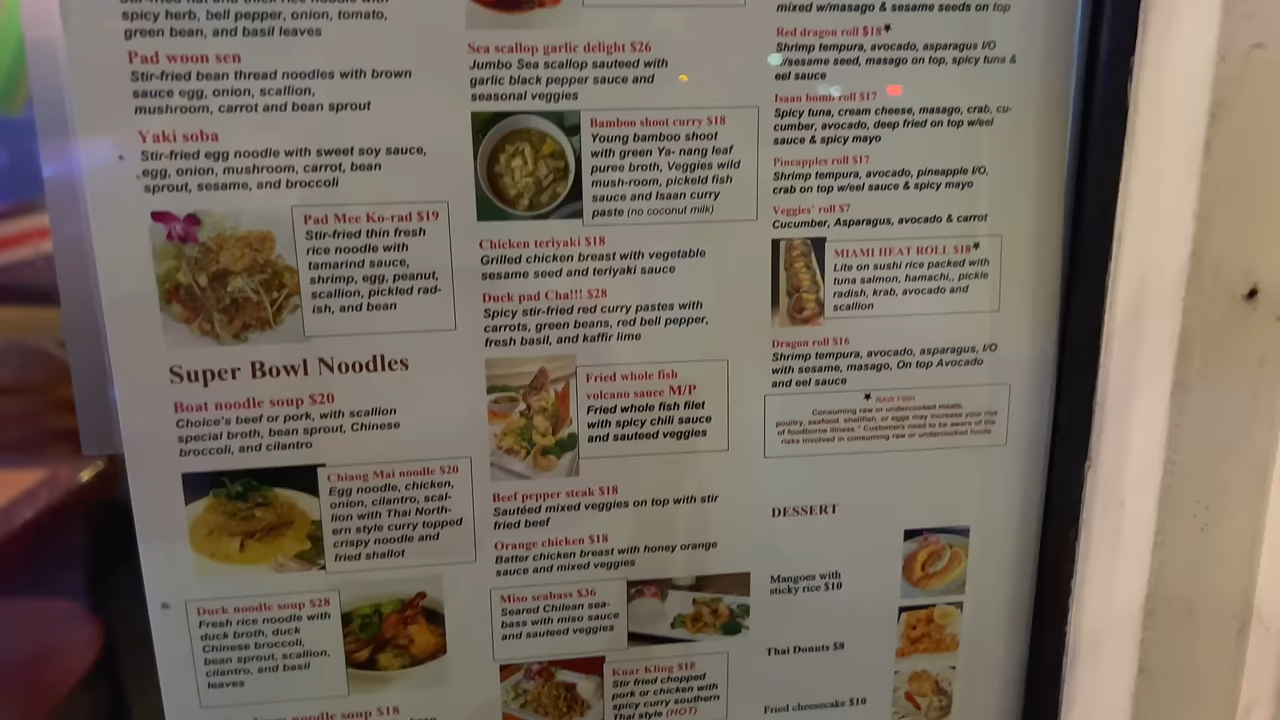 spicy herb, bell pepper, onion, tomato,
green bean, and basil leaves
Pad woon sen
Stir-fried bean thread noodles with brown
sauce egg, onion, scallion,
mushroom, carrot and bean sprout
Yaki soba
Stir-fried egg noodle with sweet soy sauce,
egg, onion, mushroom, carrot, bean
sprout, sesame, and broccoli
Pad Mee Ko-rad $19
Stir-fried thin fresh
rice noodle with
tamarind sauce,
shrimp, egg, peanut,
scallion, pickled rad-
ish, and bean
Super Bowl Noodles
Boat noodle soup $20
Choice's beef or pork, with scallion
special broth, bean sprout, Chinese
broccoli, and cilantro
Chiang Mai noodle $20
Egg noodle, chicken,
onion, cilantro, scal-
lion with Thai North-
ern style curry topped
crispy noodle and
fried shallot
Duck noodle soup $28
Fresh rice noodle with
duck broth, duck
Chinese broccoli,
bean sprout, scallion,
cilantro, and basil
leaves
noodle soup $18
Sea scallop garlic delight $26
Jumbo Sea scallop sauteed with
garlic black pepper sauce and
seasonal veggies
Bamboo shoot curry $18
Young bamboo shoot
with green Ya- nang leaf
puree broth, Veggies wild
mush-room, pickeld fish
sauce and Isaan curry
paste (no coconut milk)
Chicken teriyaki $18
Grilled chicken breast with vegetable
sesame seed and teriyaki sauce
Duck pad Cha!!! $28
Spicy stir-fried red curry pastes with
carrots, green beans, red bell pepper,
fresh basil, and kaffir lime
Fried whole fish
volcano sauce M/P
Fried whole fish filet
with spicy chili sauce
and sauteed veggies
Beef pepper steak $18
Sautéed mixed veggies on top with stir
fried beef
Orange chicken $18
Batter chicken breast with honey orange
sauce and mixed veggies
Miso seabass $36
Seared Chilean sea-
bass with miso sauce
and sauteed veggies
Kuar Kling $18
Stir fried chopped
pork or chicken with
spicy curry southern
Thai style (HOT)
mixed w/masago & sesame seeds on top
Red dragon roll $18★
Shrimp tempura, avocado, asparagus I/O
w/sesame seed, masago on top, spicy tuna &
eel sauce
Isaan bomb roll $17
Spicy tuna, cream cheese, masago, crab, cu-
cumber, avocado, deep fried on top w/eel
sauce & spicy mayo
Pineapples roll $17
Shrimp tempura, avocado, pineapple I/O,
crab on top w/eel sauce & spicy mayo
Veggies' roll $7
Cucumber, Asparagus, avocado & carrot
MIAMI HEAT ROLL $18★
Lite on sushi rice packed with
tuna salmon, hamachi,, pickle
radish, krab, avocado and
scallion
Dragon roll $16
Shrimp tempura, avocado, asparagus, I/O
with sesame, masago, On top Avocado
and eel sauce
★ RAW FISH
Consuming raw or undercooked meats,
poultry, seafood, shellfish, or eggs may increase your risk
of foodborne illness." Customers need to be aware of the
risks involved in consuming raw or undercooked foods
DESSERT
Mangoes with
sticky rice $10
Thai Donuts $8
Fried cheesecake $10